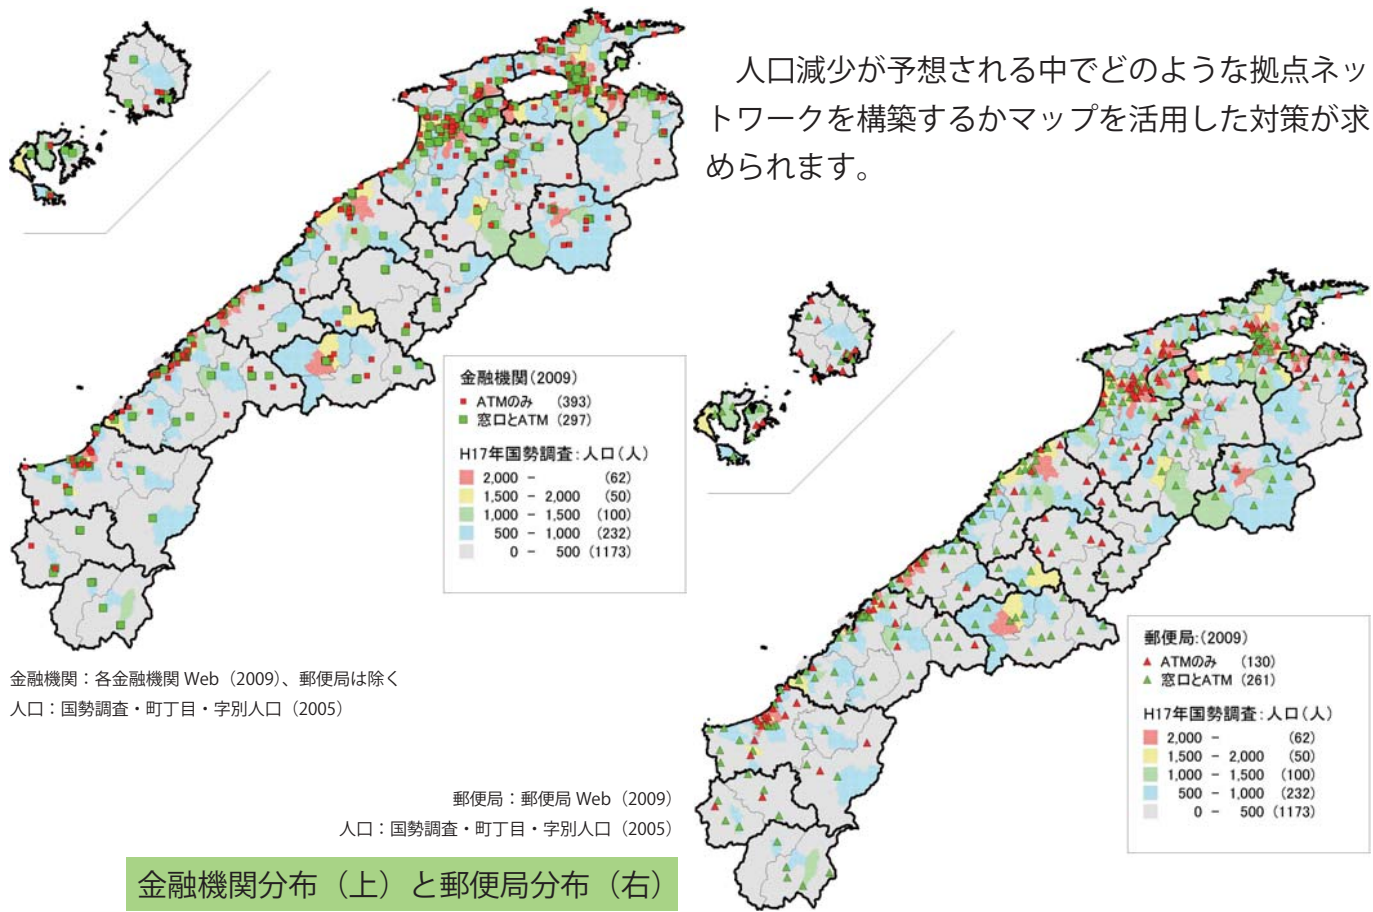 人口減少が予想される中でどのような拠点ネッ
トワークを構築するかマップを活用した対策が求
められます。
金融機関(2009)
ATMのみ (393)
窓口とATM (297)
H17年国勢調査:人口(人)
2,000 - (62)
1,500 - 2,000 (50)
1,000 - 1,500 (100)
500 - 1,000 (232)
0 - 500 (1173)
金融機関：各金融機関 Web（2009）、郵便局は除く
人口：国勢調査・町丁目・字別人口（2005）
郵便局:(2009)
ATMのみ (130)
窓口とATM (261)
H17年国勢調査:人口(人)
2,000 - (62)
1,500 - 2,000 (50)
1,000 - 1,500 (100)
500 - 1,000 (232)
0 - 500 (1173)
郵便局：郵便局 Web（2009）
人口：国勢調査・町丁目・字別人口（2005）
金融機関分布（上）と郵便局分布（右）